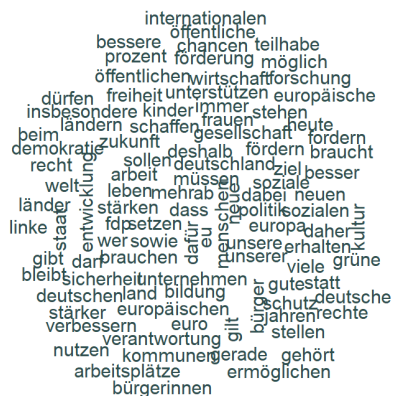 internationalen
öffentliche
bessere chancen teilhabe
prozent förderung möglich
öffentlichen wirtschaft forschung
dürfen freiheit unterstützen europäische
insbesondere kinder immer stehen
ländern schaffen frauen heute
beim zukunft gesellschaft fordern
demokratie deshalb fördern braucht
recht sollen deutschland ziel besser
welt arbeit müssen soziale
entwicklung leben mehrab dabei neuen
länder stärken dass neue politik sozialen
linke staat fdp setzen menschen europa daher kultur
wer sowie dafür eu unsere erhalten
gibt darf brauchen unserer viele grüne
bleibt sicherheit unternehmen gute statt
deutschen land bildung bürger schutz deutsche
stärker europäischen jahren rechte
verbessern euro gilt stellen
verantwortung
nutzen kommunen gerade gehört
arbeitsplätze ermöglichen
bürgerinnen